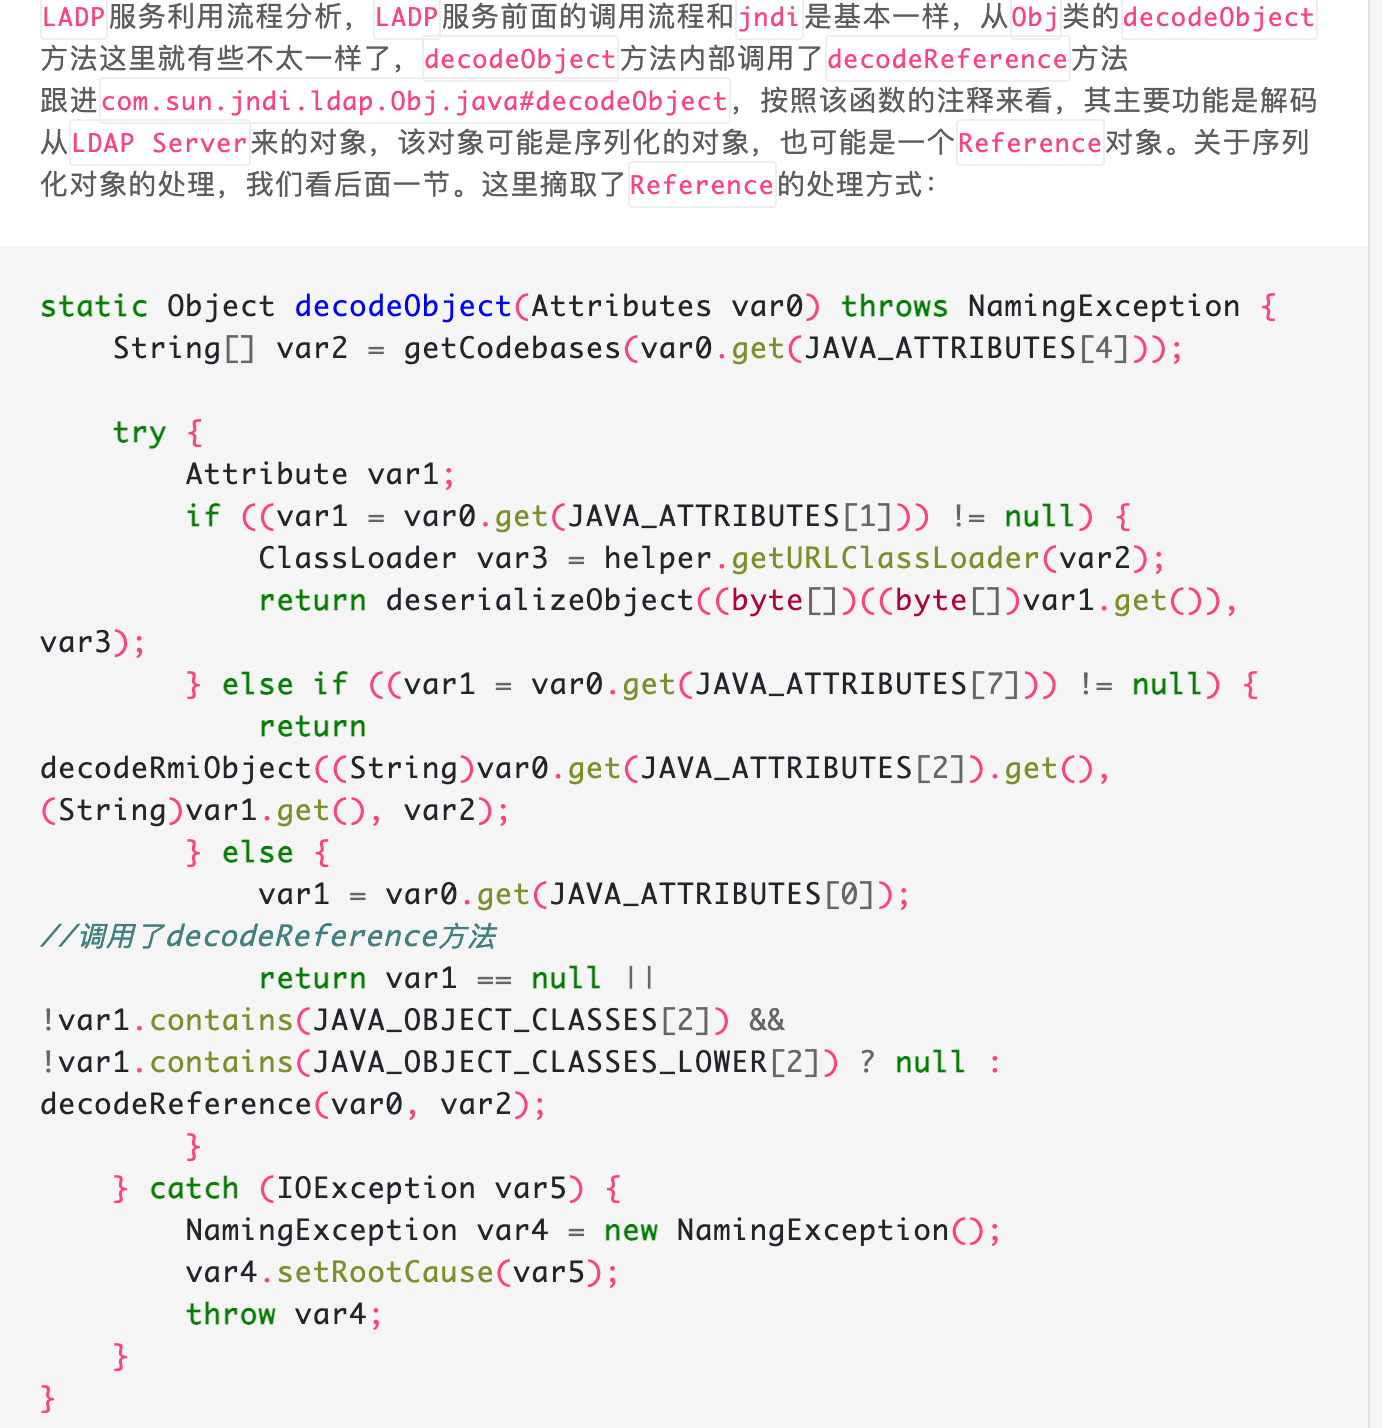 LADP服务利用流程分析，LADP服务前面的调用流程和jndi是基本一样，从Obj类的decodeObject
方法这里就有些不太一样了，decodeObject方法内部调用了decodeReference方法
跟进com.sun.jndi.ldap.Obj.java#decodeObject，按照该函数的注释来看，其主要功能是解码
从LDAP Server来的对象，该对象可能是序列化的对象，也可能是一个Reference对象。关于序列
化对象的处理，我们看后面一节。这里摘取了Reference的处理方式：
static Object decodeObject(Attributes var0) throws NamingException {
    String[] var2 = getCodebases(var0.get(JAVA_ATTRIBUTES[4]));
    try {
        Attribute var1;
        if ((var1 = var0.get(JAVA_ATTRIBUTES[1])) != null) {
            ClassLoader var3 = helper.getURLClassLoader(var2);
            return deserializeObject((byte[])((byte[])var1.get()),
var3);
        } else if ((var1 = var0.get(JAVA_ATTRIBUTES[7])) != null) {
            return
decodeRmiObject((String)var0.get(JAVA_ATTRIBUTES[2]).get(),
(String)var1.get(), var2);
        } else {
            var1 = var0.get(JAVA_ATTRIBUTES[0]);
//调用了decodeReference方法
            return var1 == null ||
!var1.contains(JAVA_OBJECT_CLASSES[2]) &&
!var1.contains(JAVA_OBJECT_CLASSES_LOWER[2]) ? null :
decodeReference(var0, var2);
        }
    } catch (IOException var5) {
        NamingException var4 = new NamingException();
        var4.setRootCause(var5);
        throw var4;
    }
}